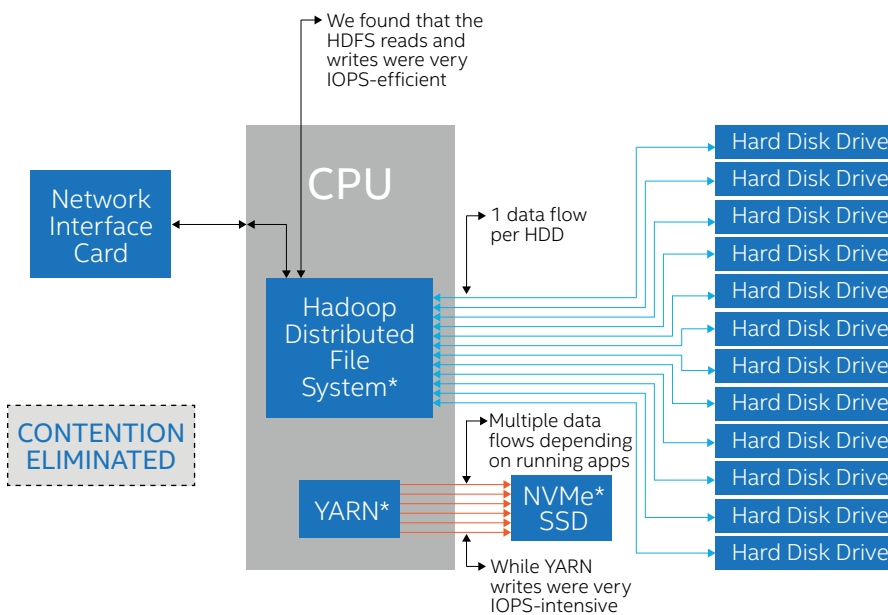 We found that the
HDFS reads and
writes were very
IOPS-efficient
CPU
Network
Interface
Card
1 data flow
per HDD
Hadoop
Distributed
File
System*
CONTENTION
ELIMINATED
Multiple data
flows depending
on running apps
YARN*
NVMe*
SSD
While YARN
writes were very
IOPS-intensive
Hard Disk Drive
Hard Disk Drive
Hard Disk Drive
Hard Disk Drive
Hard Disk Drive
Hard Disk Drive
Hard Disk Drive
Hard Disk Drive
Hard Disk Drive
Hard Disk Drive
Hard Disk Drive
Hard Disk Drive